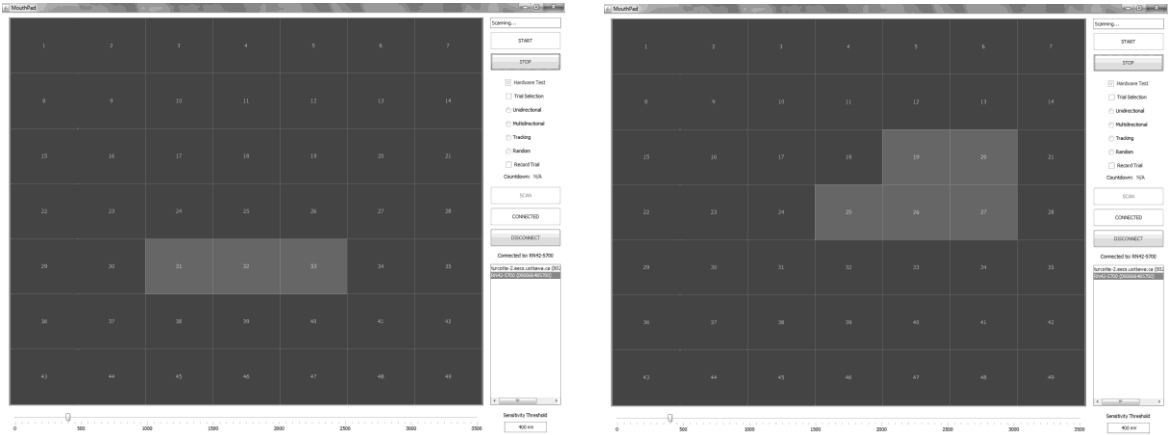 MouthPad
Scanning...
START
STOP
Hardware Test
Trial Selection
Unidirectional
Multidirectional
Tracking
Random
Record Trial
Countdown: N/A
SCAN
CONNECTED
DISCONNECT
Connected to: RN42-5700
1 2 3 4 5 6 7
8 9 10 11 12 13 14
15 16 17 18 19 20 21
22 23 24 25 26 27 28
29 30 31 32 33 34 35
36 37 38 39 40 41 42
43 44 45 46 47 48 49
0 500 1000 1500 2000 2500 3000 3500
Sensitivity Threshold
400 mV
MouthPad
Scanning...
START
STOP
Hardware Test
Trial Selection
Unidirectional
Multidirectional
Tracking
Random
Record Trial
Countdown: N/A
SCAN
CONNECTED
DISCONNECT
Connected to: RN42-5700
1 2 3 4 5 6 7
8 9 10 11 12 13 14
15 16 17 18 19 20 21
22 23 24 25 26 27 28
29 30 31 32 33 34 35
36 37 38 39 40 41 42
43 44 45 46 47 48 49
0 500 1000 1500 2000 2500 3000 3500
Sensitivity Threshold
400 mV